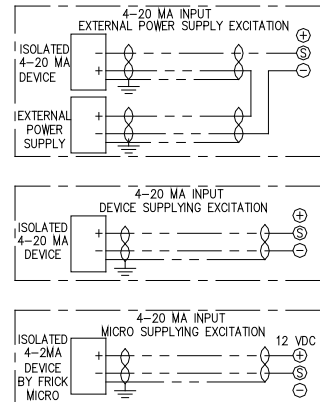 4-20 MA INPUT
EXTERNAL POWER SUPPLY EXCITATION
+
ISOLATED
4-20 MA
DEVICE
-
+
S
-
EXTERNAL
POWER
SUPPLY
+
-
4-20 MA INPUT
DEVICE SUPPLYING EXCITATION
+
ISOLATED
4-20 MA
DEVICE
+
-
S
-
4-20 MA INPUT
MICRO SUPPLYING EXCITATION
12 VDC
ISOLATED
4-2MA
DEVICE
BY FRICK
MICRO
+
-
+
S
-